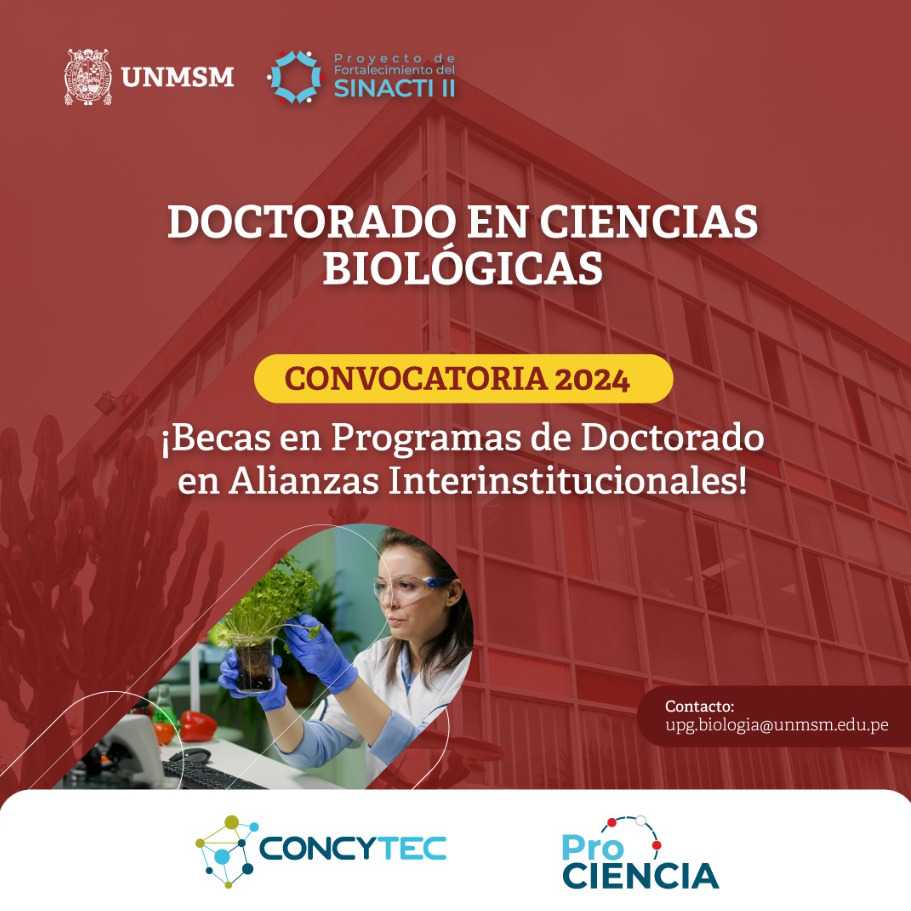 UNMSM
Proyecto de
Fortalecimiento del
SINACTI II
DOCTORADO EN CIENCIAS
BIOLÓGICAS
CONVOCATORIA 2024
¡Becas en Programas de Doctorado
en Alianzas Interinstitucionales!
Contacto:
upg.biologia@unmsm.edu.pe
CONCYTEC
Pro
CIENCIA